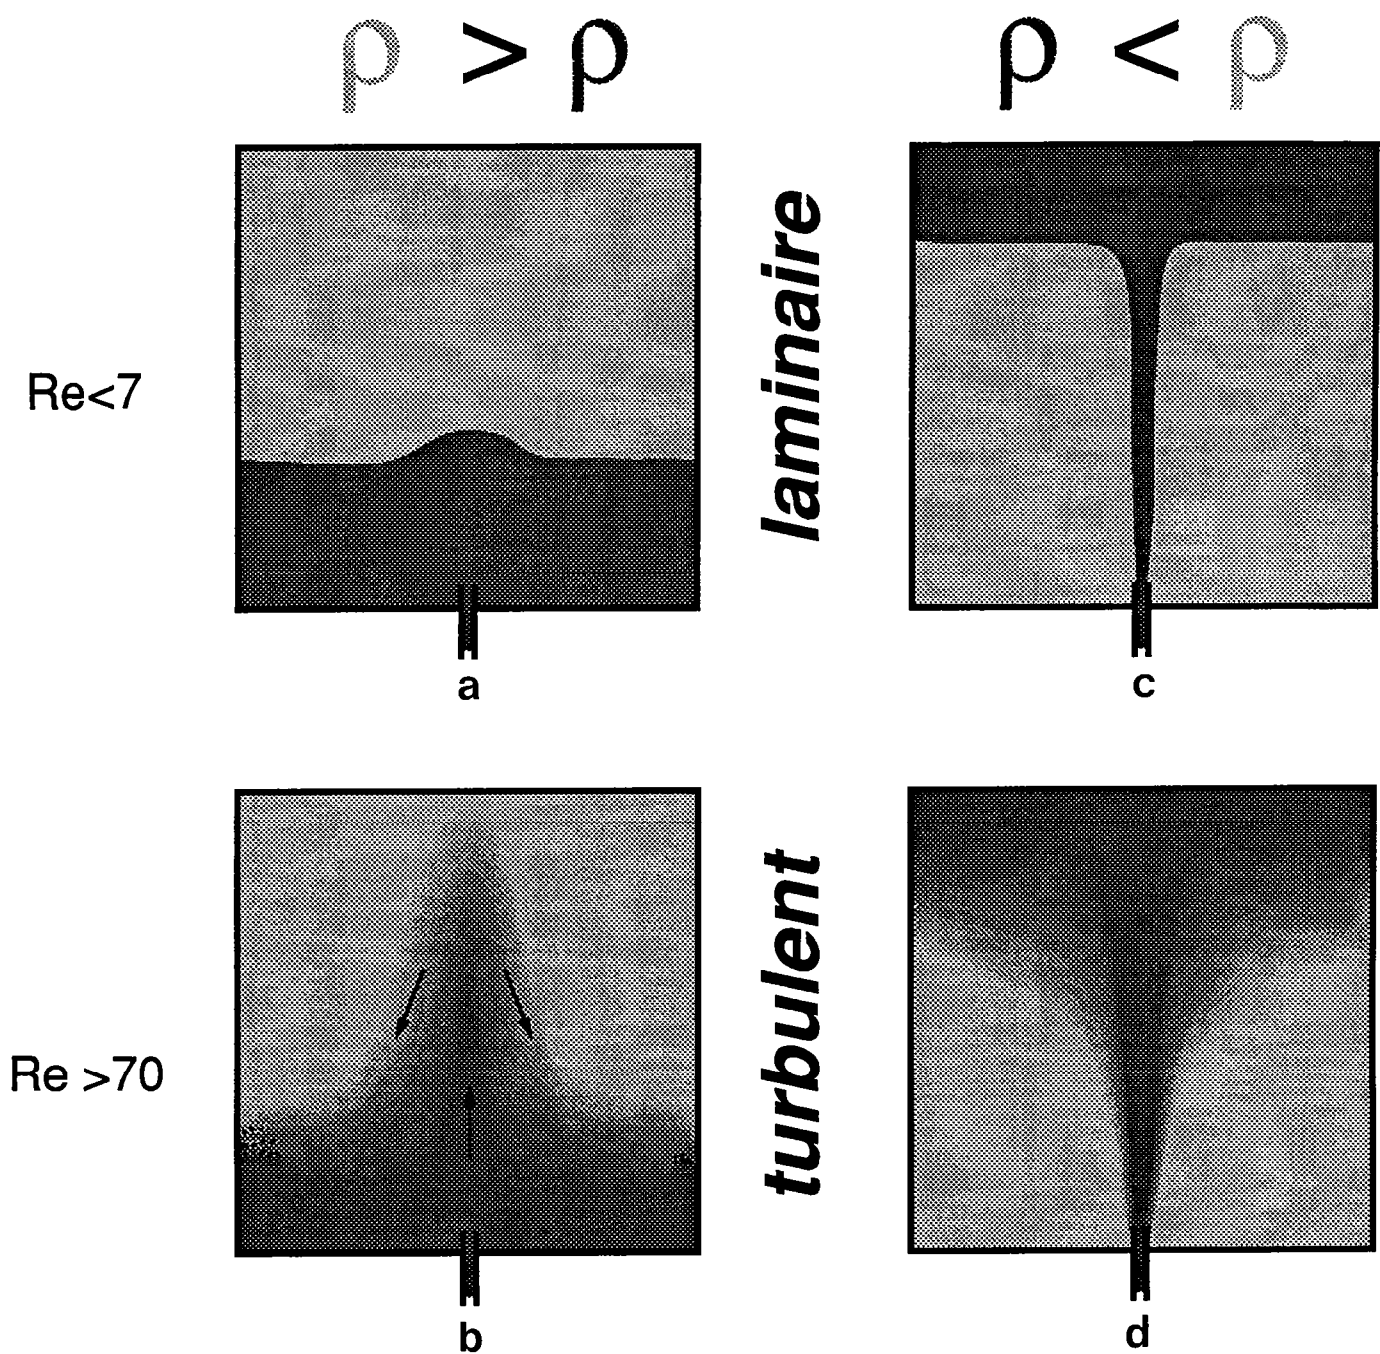 ρ > ρ
ρ < ρ
laminaire
Re<7
a
c
turbulent
Re >70
b
d